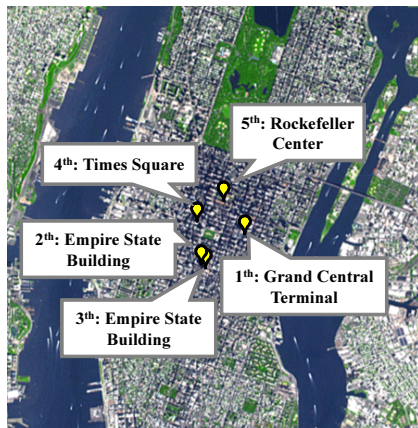 5th: Rockefeller
Center
4th: Times Square
2th: Empire State
Building
1th: Grand Central
Terminal
3th: Empire State
Building